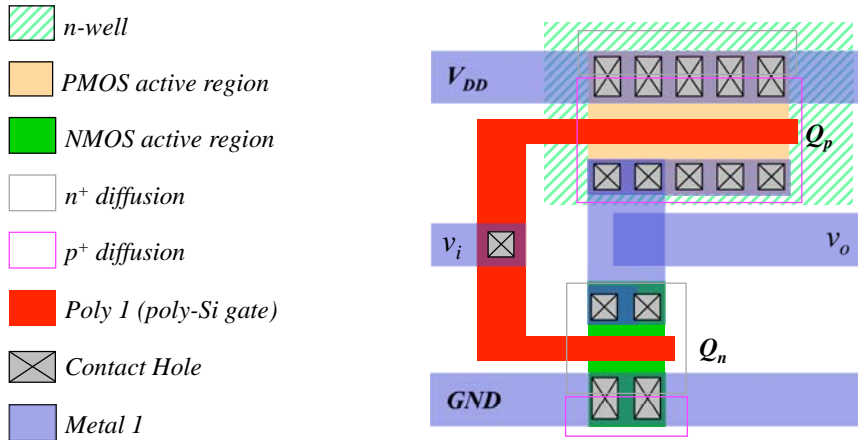 n-well
PMOS active region
NMOS active region
n+ diffusion
p+ diffusion
Poly 1 (poly-Si gate)
Contact Hole
Metal 1
VDD
Qp
vi
vo
Qn
GND